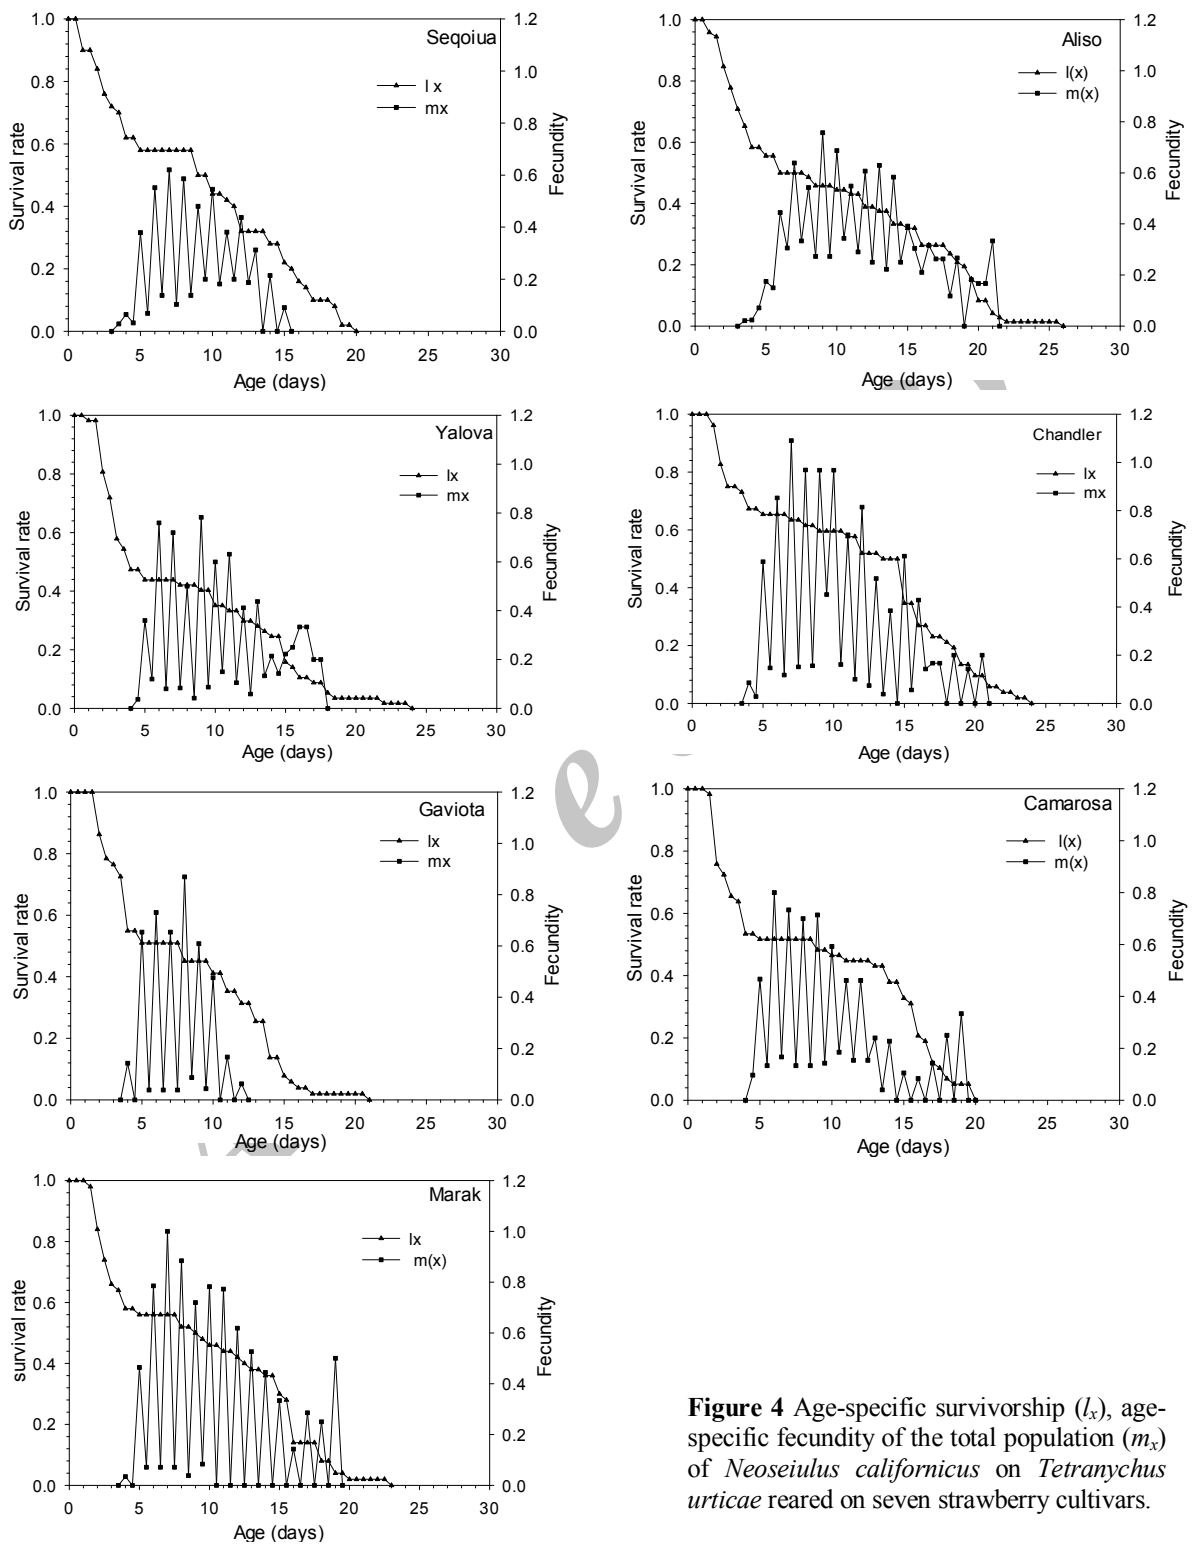 Seqoiua
l x
mx
Survival rate
Fecundity
1.0
0.8
0.6
0.4
0.2
0.0
1.2
1.0
0.8
0.6
0.4
0.2
0.0
0 5 10 15 20 25 30
Age (days)
Aliso
l(x)
m(x)
Survival rate
Fecundity
1.0
0.8
0.6
0.4
0.2
0.0
1.2
1.0
0.8
0.6
0.4
0.2
0.0
0 5 10 15 20 25 30
Age (days)
Yalova
lx
mx
Survival rate
Fecundity
1.0
0.8
0.6
0.4
0.2
0.0
1.2
1.0
0.8
0.6
0.4
0.2
0.0
0 5 10 15 20 25 30
Age (days)
Chandler
lx
mx
Survival rate
Fecundity
1.0
0.8
0.6
0.4
0.2
0.0
1.2
1.0
0.8
0.6
0.4
0.2
0.0
0 5 10 15 20 25 30
Age (days)
e
Gaviota
lx
mx
Survival rate
Fecundity
1.0
0.8
0.6
0.4
0.2
0.0
1.2
1.0
0.8
0.6
0.4
0.2
0.0
0 5 10 15 20 25 30
Age (days)
Camarosa
l(x)
m(x)
Survival rate
Fecundity
1.0
0.8
0.6
0.4
0.2
0.0
1.2
1.0
0.8
0.6
0.4
0.2
0.0
0 5 10 15 20 25 30
Age (days)
Marak
lx
m(x)
survival rate
Fecundity
1.0
0.8
0.6
0.4
0.2
0.0
1.2
1.0
0.8
0.6
0.4
0.2
0.0
0 5 10 15 20 25 30
Age (days)
Figure 4 Age-specific survivorship (lx), age-
specific fecundity of the total population (mx)
of Neoseiulus californicus on Tetranychus
urticae reared on seven strawberry cultivars.